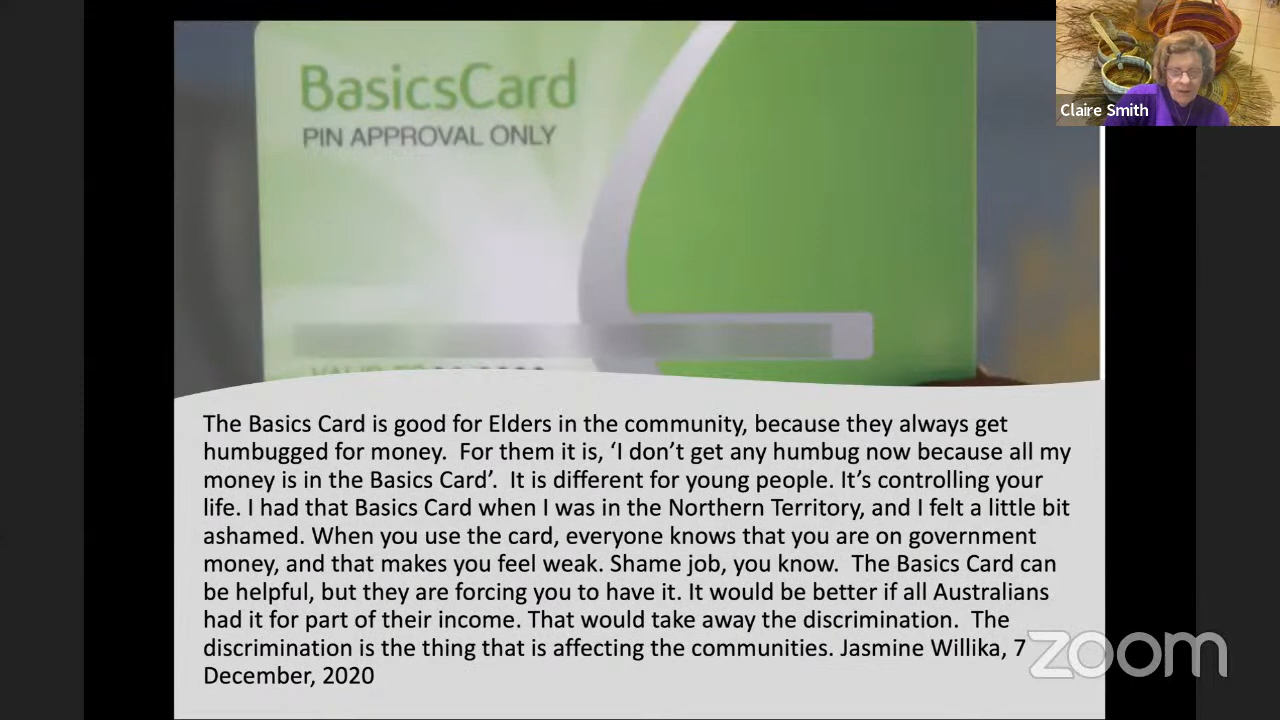 BasicsCard
PIN APPROVAL ONLY
Claire Smith
The Basics Card is good for Elders in the community, because they always get
humbugged for money.  For them it is, ‘I don’t get any humbug now because all my
money is in the Basics Card’.  It is different for young people. It’s controlling your
life. I had that Basics Card when I was in the Northern Territory, and I felt a little bit
ashamed. When you use the card, everyone knows that you are on government
money, and that makes you feel weak. Shame job, you know.  The Basics Card can
be helpful, but they are forcing you to have it. It would be better if all Australians
had it for part of their income. That would take away the discrimination.  The
discrimination is the thing that is affecting the communities. Jasmine Willika, 7
December, 2020
zoom